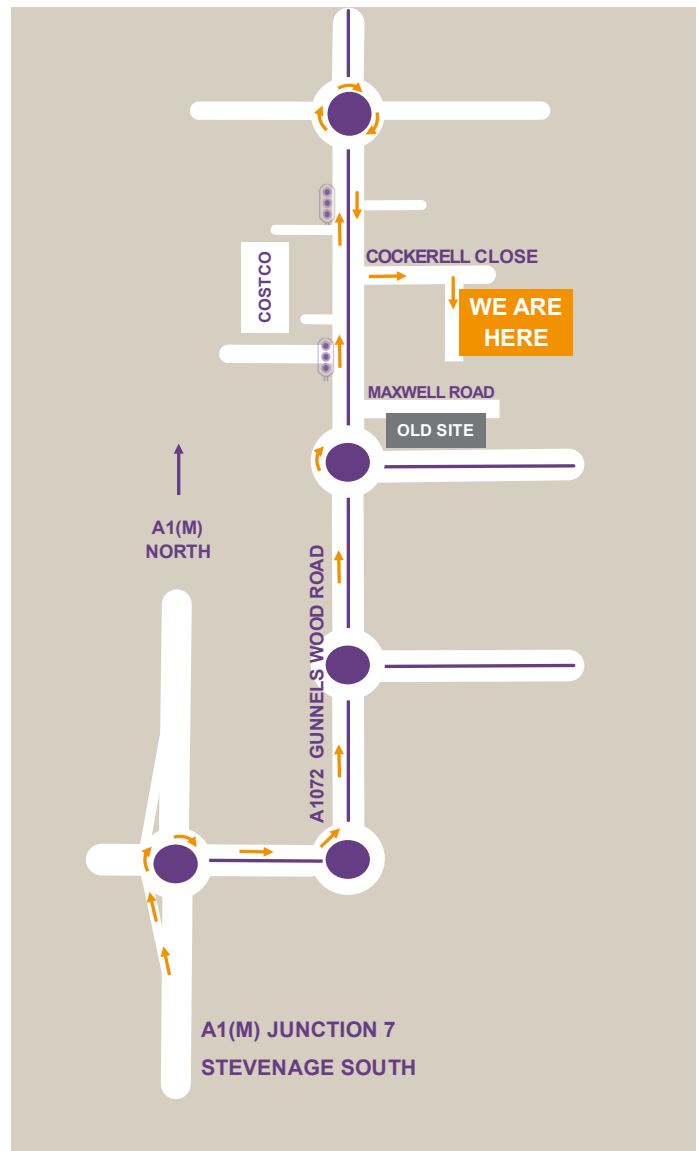 COCKERELL CLOSE
COSTCO
WE ARE
HERE
MAXWELL ROAD
OLD SITE
A1(M)
NORTH
A1072 GUNNELS WOOD ROAD
A1(M) JUNCTION 7
STEVENAGE SOUTH